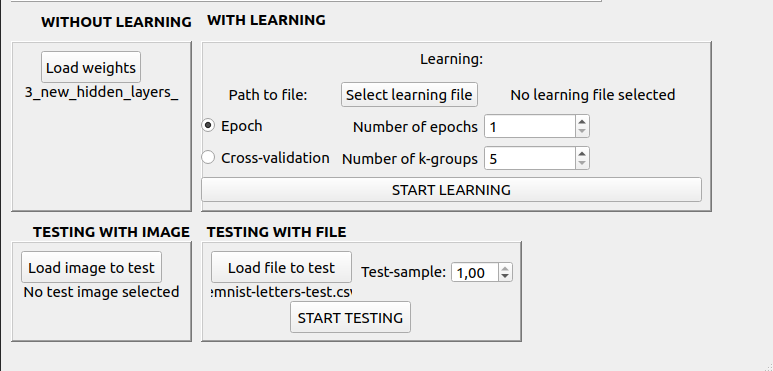 WITHOUT LEARNING
WITH LEARNING
Load weights
3_new_hidden_layers_
Learning:
Path to file:
Select learning file
No learning file selected
Epoch
Number of epochs
1
Cross-validation
Number of k-groups
5
START LEARNING
TESTING WITH IMAGE
TESTING WITH FILE
Load image to test
No test image selected
Load file to test
Test-sample:
1,00
emnist-letters-test.csv
START TESTING